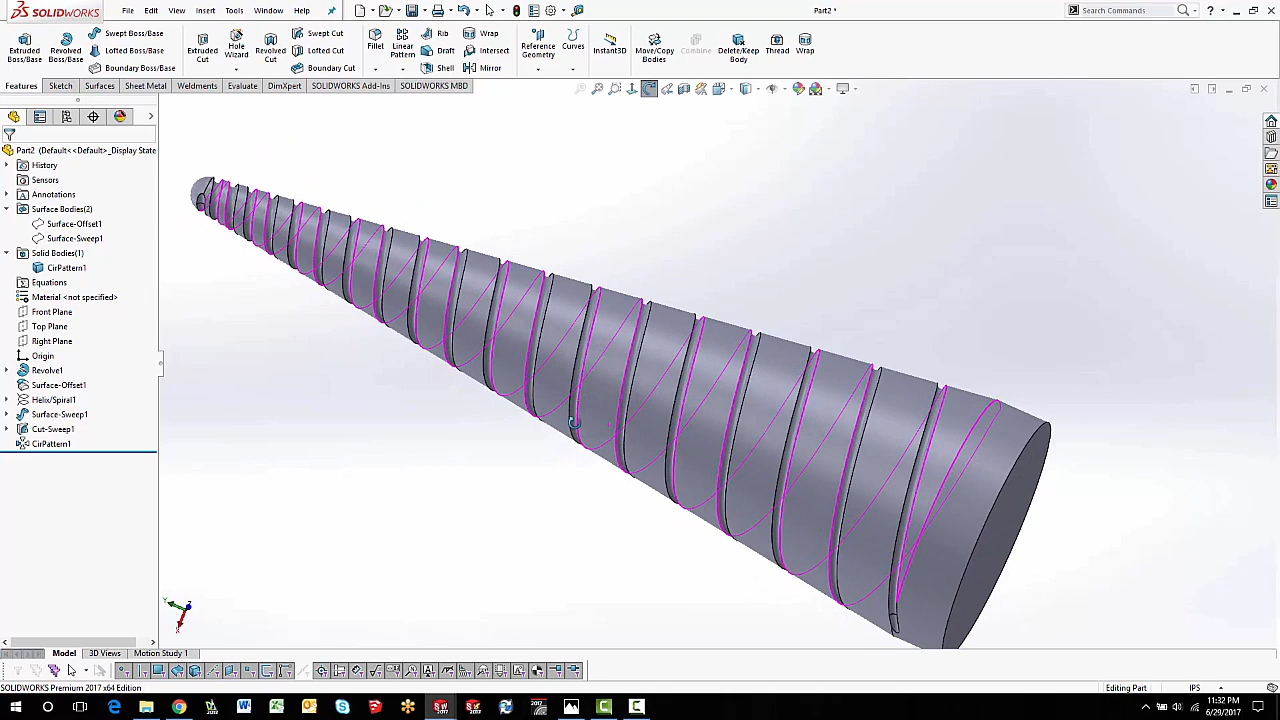 SOLIDWORKS File Edit View Insert Tools Window Help Part2 * Search Commands
Extruded Boss/Base
Revolved Boss/Base
Swept Boss/Base
Lofted Boss/Base
Boundary Boss/Base
Extruded Cut
Hole Wizard
Revolved Cut
Swept Cut
Lofted Cut
Boundary Cut
Fillet
Linear Pattern
Rib
Draft
Shell
Wrap
Intersect
Mirror
Reference Geometry
Curves
Instant3D
Move/Copy Bodies
Combine
Delete/Keep Body
Thread
Wrap
Features Sketch Surfaces Sheet Metal Weldments Evaluate DimXpert SOLIDWORKS Add-Ins SOLIDWORKS MBD
Part2 (Default<<Default>_Display State
History
Sensors
Annotations
Surface Bodies(2)
Surface-Offset1
Surface-Sweep1
Solid Bodies(1)
CirPattern1
Equations
Material <not specified>
Front Plane
Top Plane
Right Plane
Origin
Revolve1
Surface-Offset1
Helix/Spiral1
Surface-Sweep1
Cut-Sweep1
CirPattern1
Model 3D Views Motion Study 1
SOLIDWORKS Premium 2017 x64 Edition Editing Part IPS
11:32 PM
6/29/2017